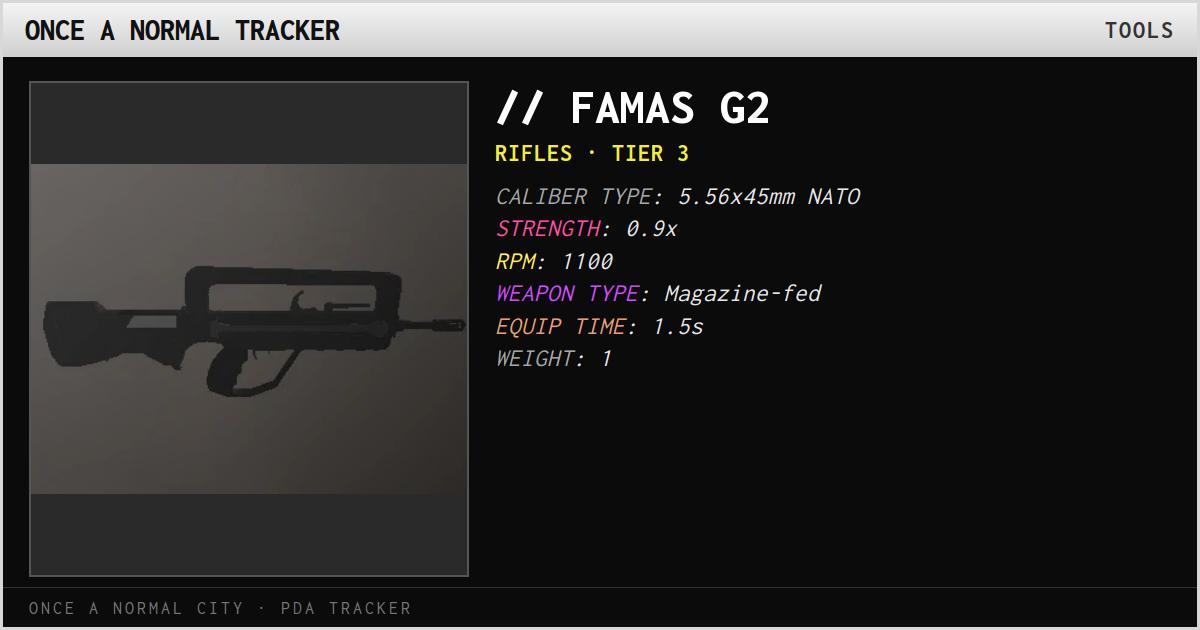 ONCE A NORMAL TRACKER
TOOLS
// FAMAS G2
RIFLES · TIER 3
CALIBER TYPE: 5.56x45mm NATO
STRENGTH: 0.9x
RPM: 1100
WEAPON TYPE: Magazine-fed
EQUIP TIME: 1.5s
WEIGHT: 1
ONCE A NORMAL CITY · PDA TRACKER